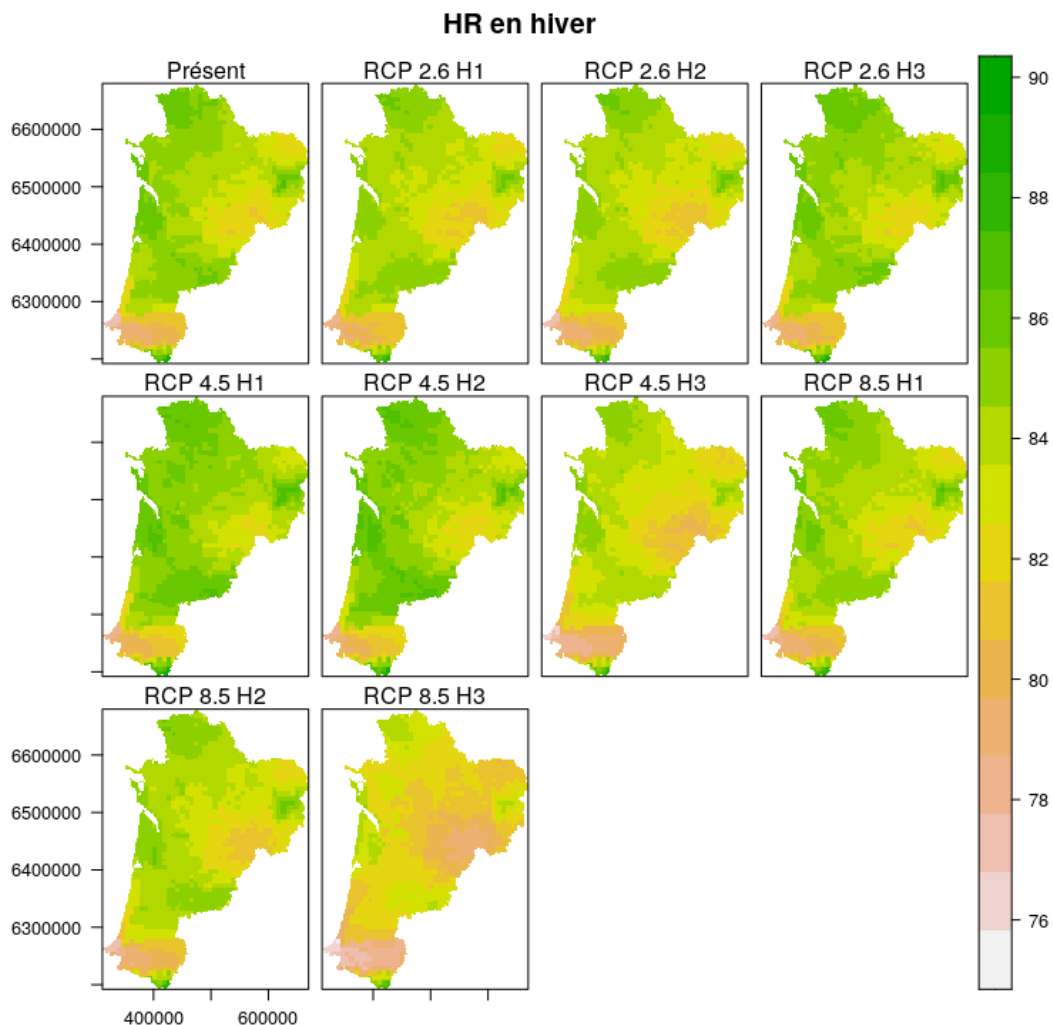 HR en hiver
Présent
RCP 2.6 H1
RCP 2.6 H2
RCP 2.6 H3
6600000
6500000
6400000
6300000
RCP 4.5 H1
RCP 4.5 H2
RCP 4.5 H3
RCP 8.5 H1
RCP 8.5 H2
RCP 8.5 H3
6600000
6500000
6400000
6300000
400000
600000
90
88
86
84
82
80
78
76